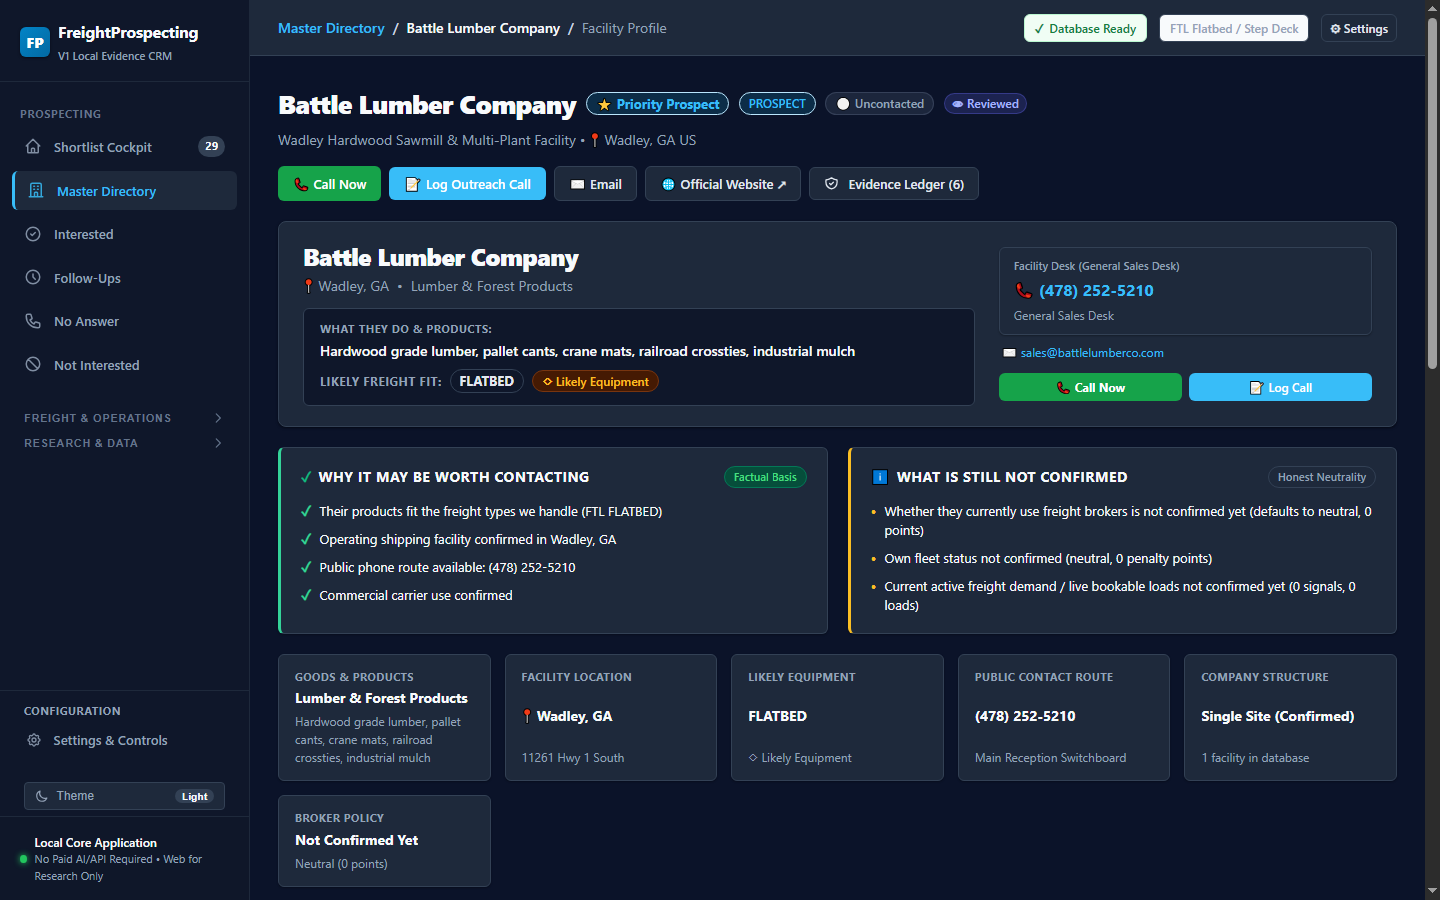 FP
FreightProspecting
V1 Local Evidence CRM
PROSPECTING
Shortlist Cockpit 29
Master Directory
Interested
Follow-Ups
No Answer
Not Interested
FREIGHT & OPERATIONS
RESEARCH & DATA
CONFIGURATION
Settings & Controls
Theme Light
Local Core Application
No Paid AI/API Required • Web for
Research Only
Master Directory / Battle Lumber Company / Facility Profile
✓ Database Ready
FTL Flatbed / Step Deck
⚙ Settings
Battle Lumber Company
⭐ Priority Prospect
PROSPECT
Uncontacted
Reviewed
Wadley Hardwood Sawmill & Multi-Plant Facility • 📍 Wadley, GA US
📞 Call Now
📝 Log Outreach Call
✉️ Email
🌐 Official Website ↗
Evidence Ledger (6)
Battle Lumber Company
📍 Wadley, GA • Lumber & Forest Products
WHAT THEY DO & PRODUCTS:
Hardwood grade lumber, pallet cants, crane mats, railroad crossties, industrial mulch
LIKELY FREIGHT FIT: FLATBED ◇ Likely Equipment
Facility Desk (General Sales Desk)
📞 (478) 252-5210
General Sales Desk
✉️ sales@battlelumberco.com
📞 Call Now
📝 Log Call
✓ WHY IT MAY BE WORTH CONTACTING
Factual Basis
✓ Their products fit the freight types we handle (FTL FLATBED)
✓ Operating shipping facility confirmed in Wadley, GA
✓ Public phone route available: (478) 252-5210
✓ Commercial carrier use confirmed
ℹ️ WHAT IS STILL NOT CONFIRMED
Honest Neutrality
• Whether they currently use freight brokers is not confirmed yet (defaults to neutral, 0
points)
• Own fleet status not confirmed (neutral, 0 penalty points)
• Current active freight demand / live bookable loads not confirmed yet (0 signals, 0
loads)
GOODS & PRODUCTS
Lumber & Forest Products
Hardwood grade lumber, pallet
cants, crane mats, railroad
crossties, industrial mulch
FACILITY LOCATION
📍 Wadley, GA
11261 Hwy 1 South
LIKELY EQUIPMENT
FLATBED
◇ Likely Equipment
PUBLIC CONTACT ROUTE
(478) 252-5210
Main Reception Switchboard
COMPANY STRUCTURE
Single Site (Confirmed)
1 facility in database
BROKER POLICY
Not Confirmed Yet
Neutral (0 points)